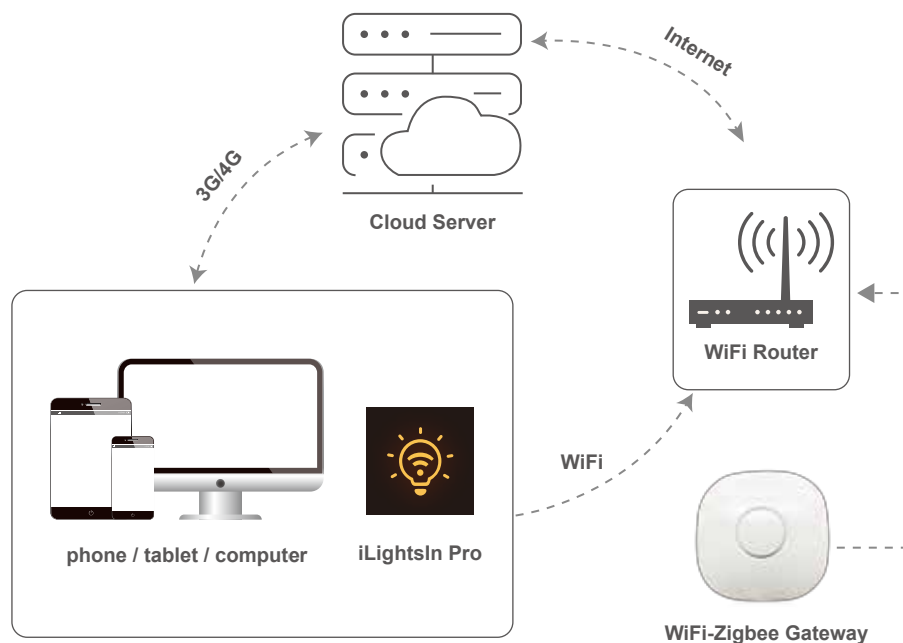 Internet
3G/4G
Cloud Server
WiFi Router
WiFi
phone / tablet / computer
iLightsIn Pro
WiFi-Zigbee Gateway